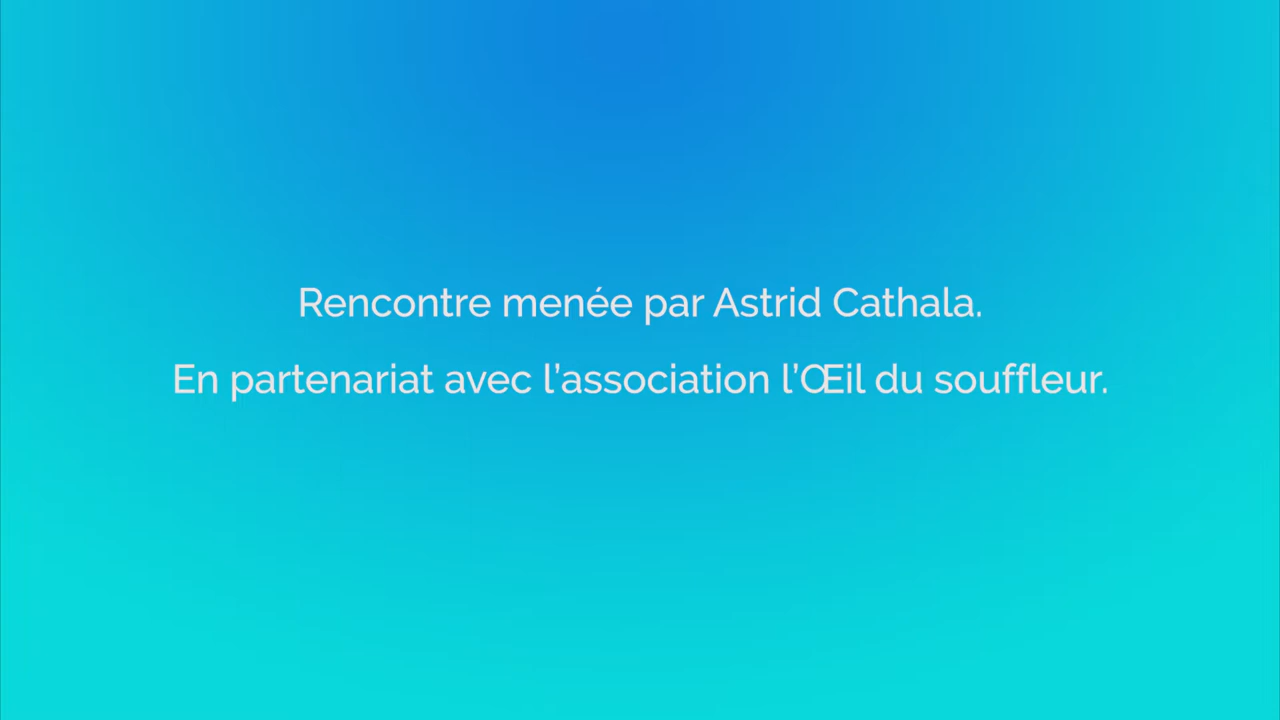 Rencontre menée par Astrid Cathala.
En partenariat avec l’association l’Œil du souffleur.